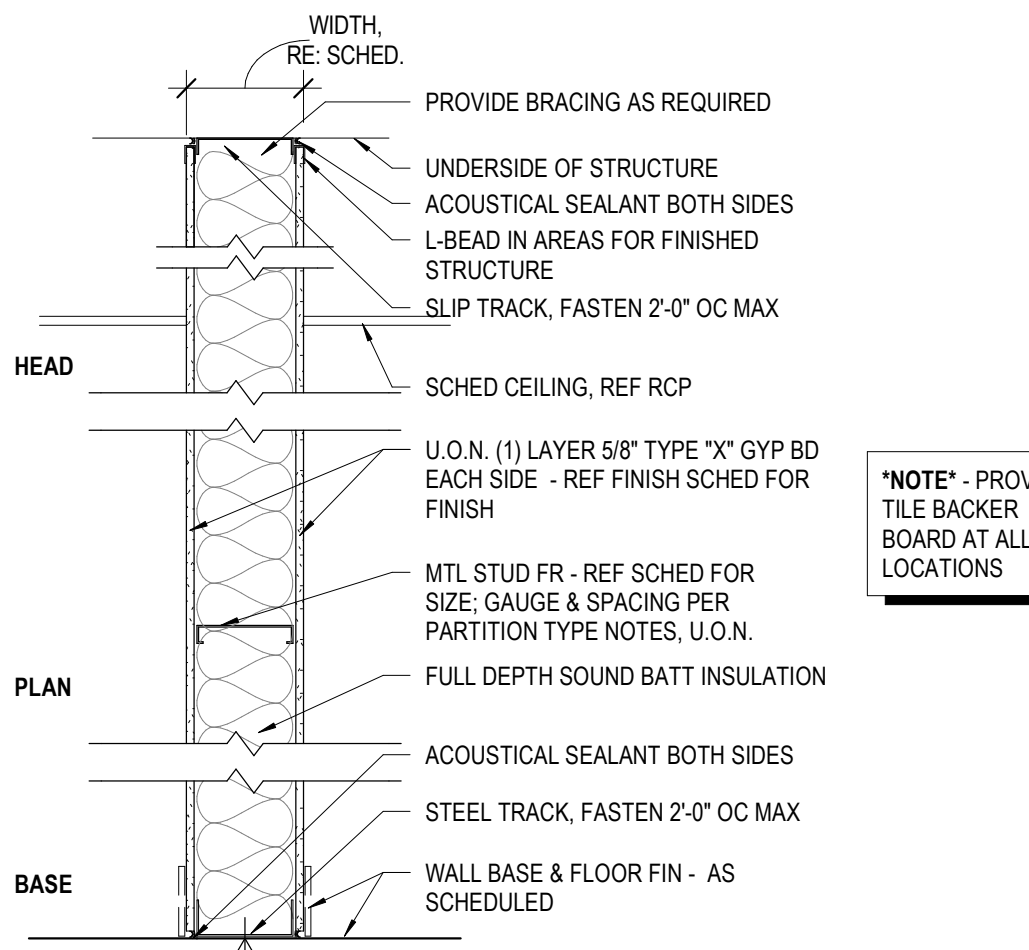 WIDTH,
RE: SCHED.
PROVIDE BRACING AS REQUIRED
UNDERSIDE OF STRUCTURE
ACOUSTICAL SEALANT BOTH SIDES
L-BEAD IN AREAS FOR FINISHED
STRUCTURE
SLIP TRACK, FASTEN 2'-0" OC MAX
HEAD
SCHED CEILING, REF RCP
U.O.N. (1) LAYER 5/8" TYPE "X" GYP BD
EACH SIDE - REF FINISH SCHED FOR
FINISH
*NOTE* - PROV
TILE BACKER
BOARD AT ALL
LOCATIONS
MTL STUD FR - REF SCHED FOR
SIZE; GAUGE & SPACING PER
PARTITION TYPE NOTES, U.O.N.
PLAN
FULL DEPTH SOUND BATT INSULATION
ACOUSTICAL SEALANT BOTH SIDES
STEEL TRACK, FASTEN 2'-0" OC MAX
BASE
WALL BASE & FLOOR FIN - AS
SCHEDULED